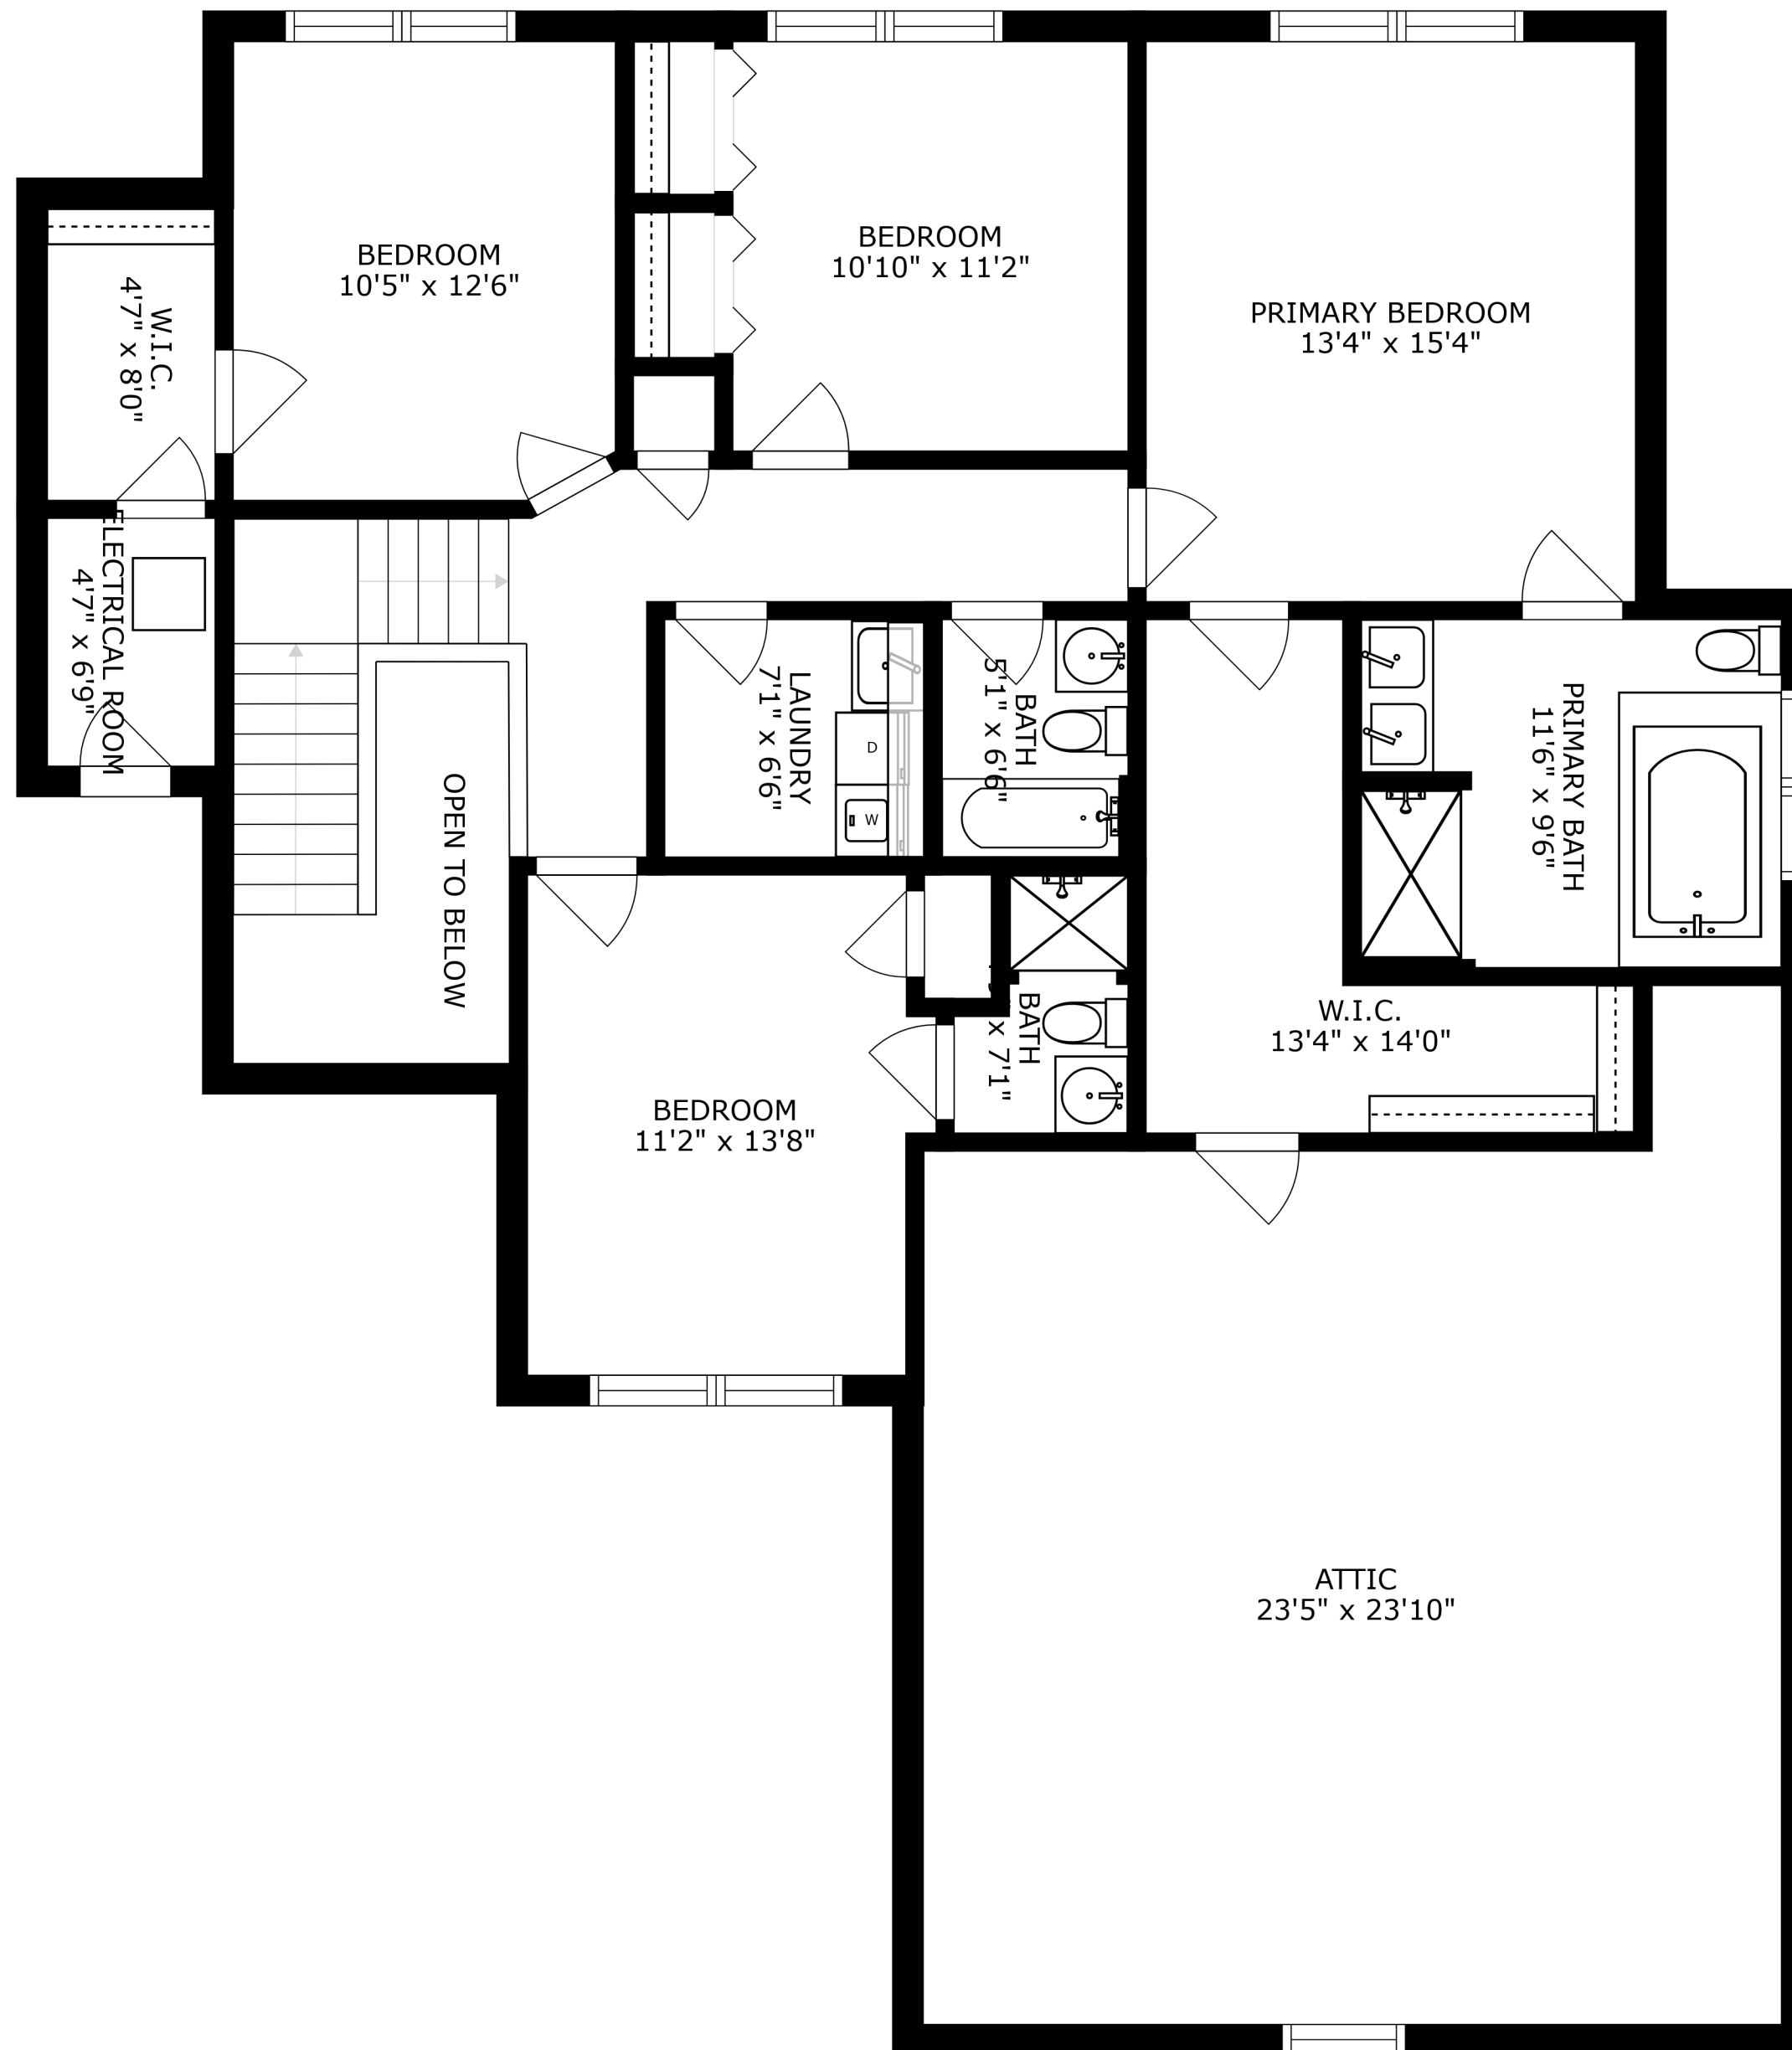 BEDROOM
10'5" x 12'6"
BEDROOM
10'10" x 11'2"
PRIMARY BEDROOM
13'4" x 15'4"
W.I.C.
4'7" x 8'0"
ELECTRICAL ROOM
4'7" x 6'9"
OPEN TO BELOW
LAUNDRY
7'1" x 6'6"
D
W
BATH
5'1" x 6'6"
PRIMARY BATH
11'6" x 9'6"
BATH
x 7'1"
W.I.C.
13'4" x 14'0"
BEDROOM
11'2" x 13'8"
ATTIC
23'5" x 23'10"